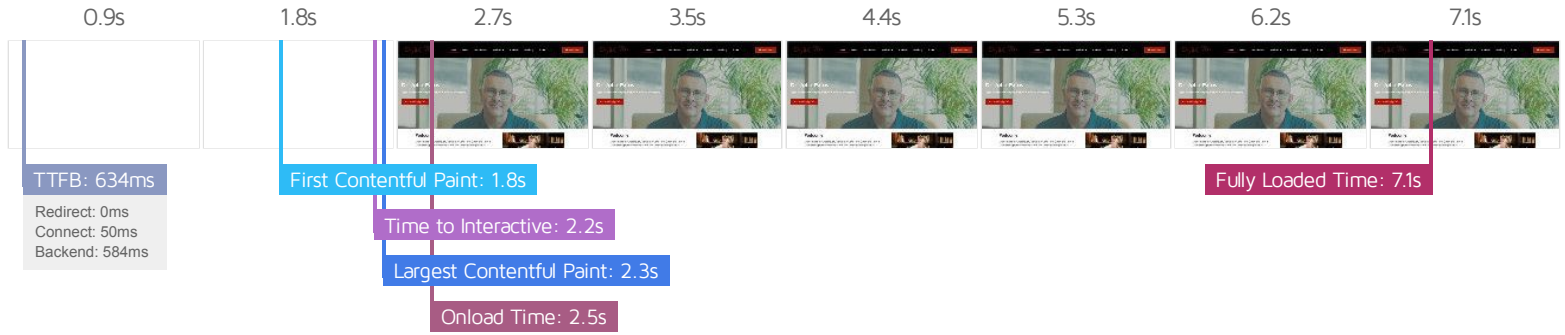 0.9s
1.8s
2.7s
3.5s
4.4s
5.3s
6.2s
7.1s
TTFB: 634ms
Redirect: 0ms
Connect: 50ms
Backend: 584ms
First Contentful Paint: 1.8s
Fully Loaded Time: 7.1s
Time to Interactive: 2.2s
Largest Contentful Paint: 2.3s
Onload Time: 2.5s